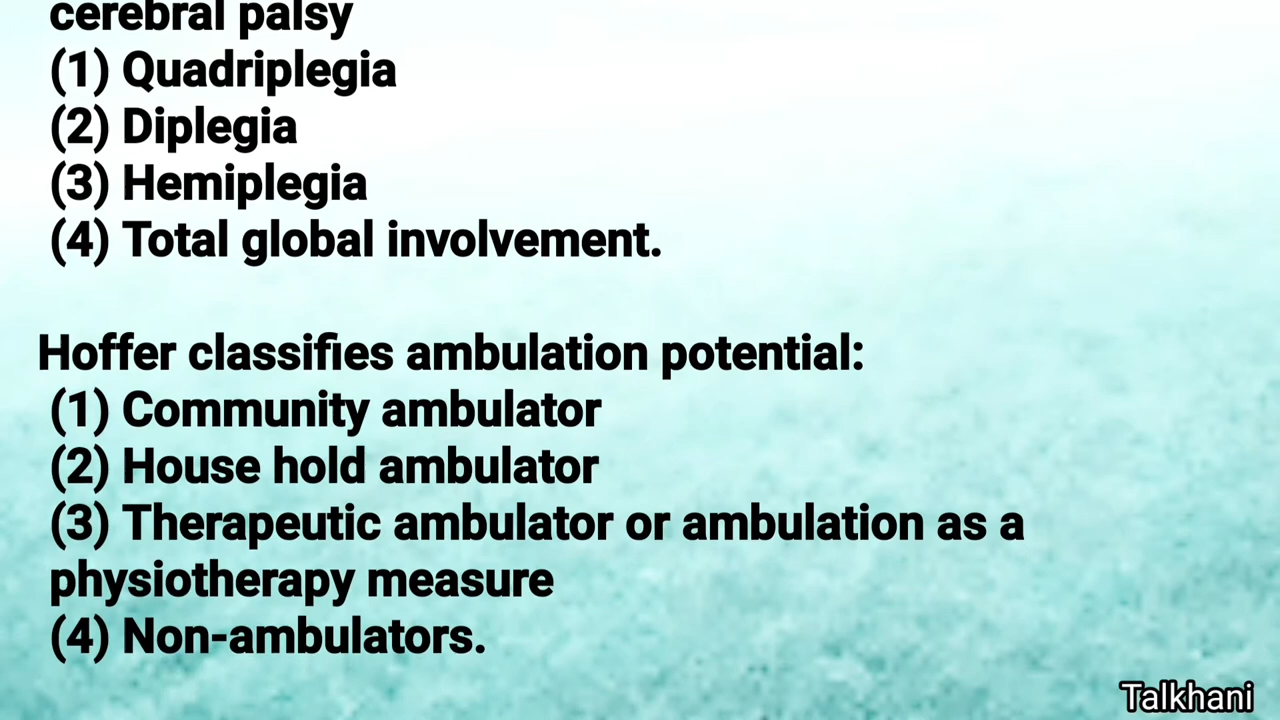 cerebral palsy
(1) Quadriplegia
(2) Diplegia
(3) Hemiplegia
(4) Total global involvement.
Hoffer classifies ambulation potential:
(1) Community ambulator
(2) House hold ambulator
(3) Therapeutic ambulator or ambulation as a
physiotherapy measure
(4) Non-ambulators.
Talkhani